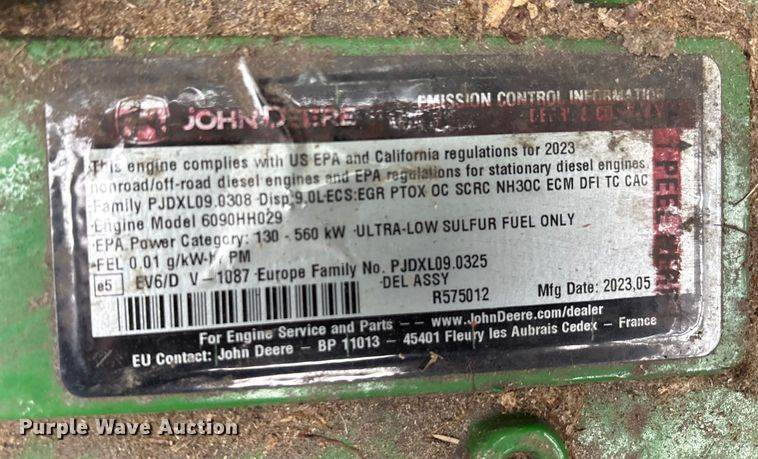 JOHN DEERE
EMISSION CONTROL INFORMATION
This engine complies with US EPA and California regulations for 2023
nonroad/off-road diesel engines and EPA regulations for stationary diesel engines.
Family PJDXL09.0308 Disp 9.0L ECS:EGR PTOX OC SCRC NH3OC ECM DFI TC CAC
Engine Model 6090HH029
EPA Power Category: 130 - 560 kW ULTRA-LOW SULFUR FUEL ONLY
FEL 0.01 g/kW-h PM
e5 EV6/D V-1087 Europe Family No. PJDXL09.0325
DEL ASSY
R575012
Mfg Date: 2023,05
For Engine Service and Parts -- www.JohnDeere.com/dealer
EU Contact: John Deere - BP 11013 - 45401 Fleury les Aubrais Cedex - France
PEEL
Purple Wave Auction